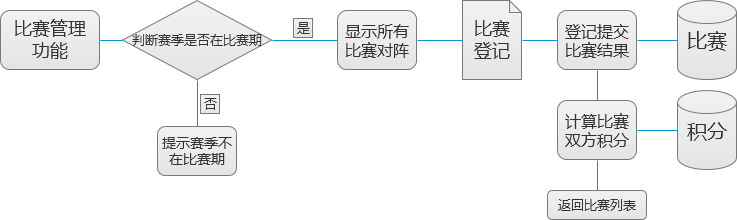 比赛管理
功能
判断赛季是否在比赛期
是
显示所有
比赛对阵
比赛
登记
登记提交
比赛结果
比赛
否
提示赛季不
在比赛期
计算比赛
双方积分
积分
返回比赛列表